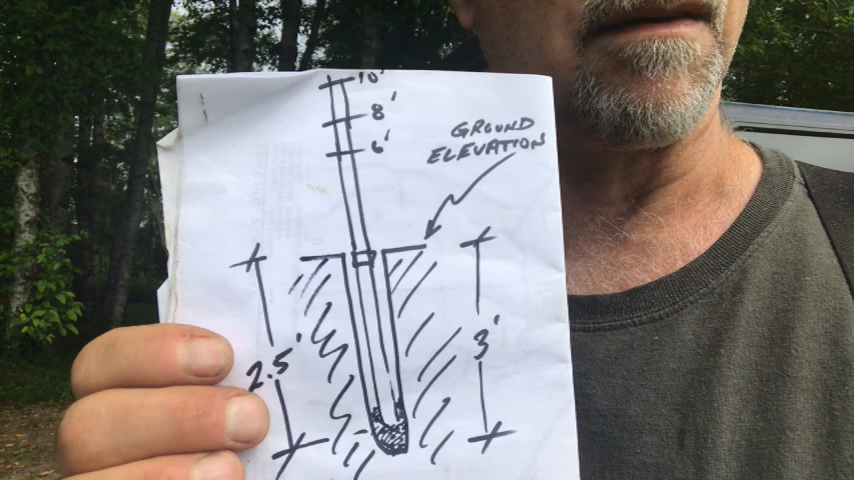 10'
8'
6'
GROUND
ELEVATION
2.5'
3'